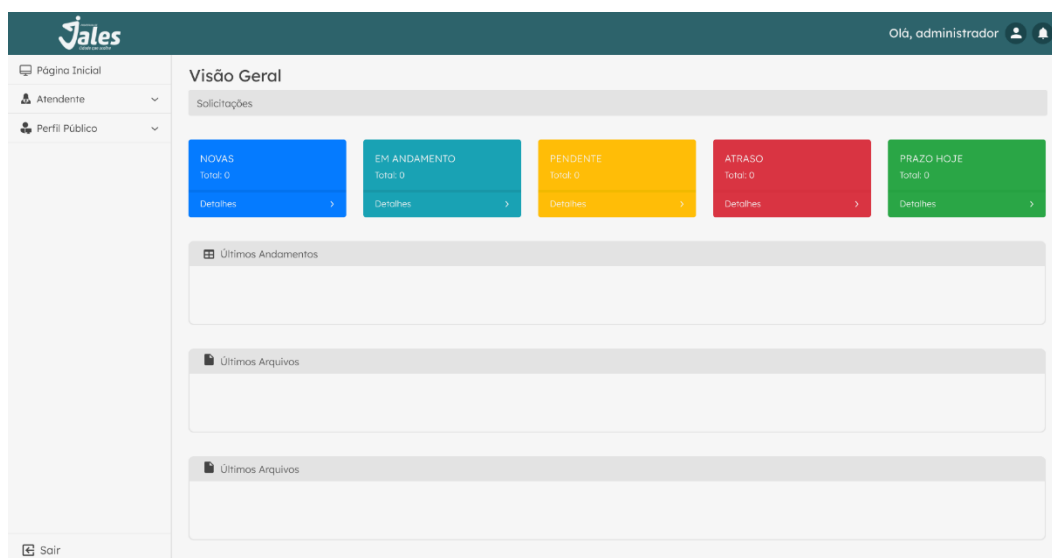 Jales
Olá, administrador
Página Inicial
Atendente
Perfil Público
Visão Geral
Solicitações
NOVAS
Total: 0
Detalhes
EM ANDAMENTO
Total: 0
Detalhes
PENDENTE
Total: 0
Detalhes
ATRASO
Total: 0
Detalhes
PRAZO HOJE
Total: 0
Detalhes
Últimos Andamentos
Últimos Arquivos
Últimos Arquivos
Sair